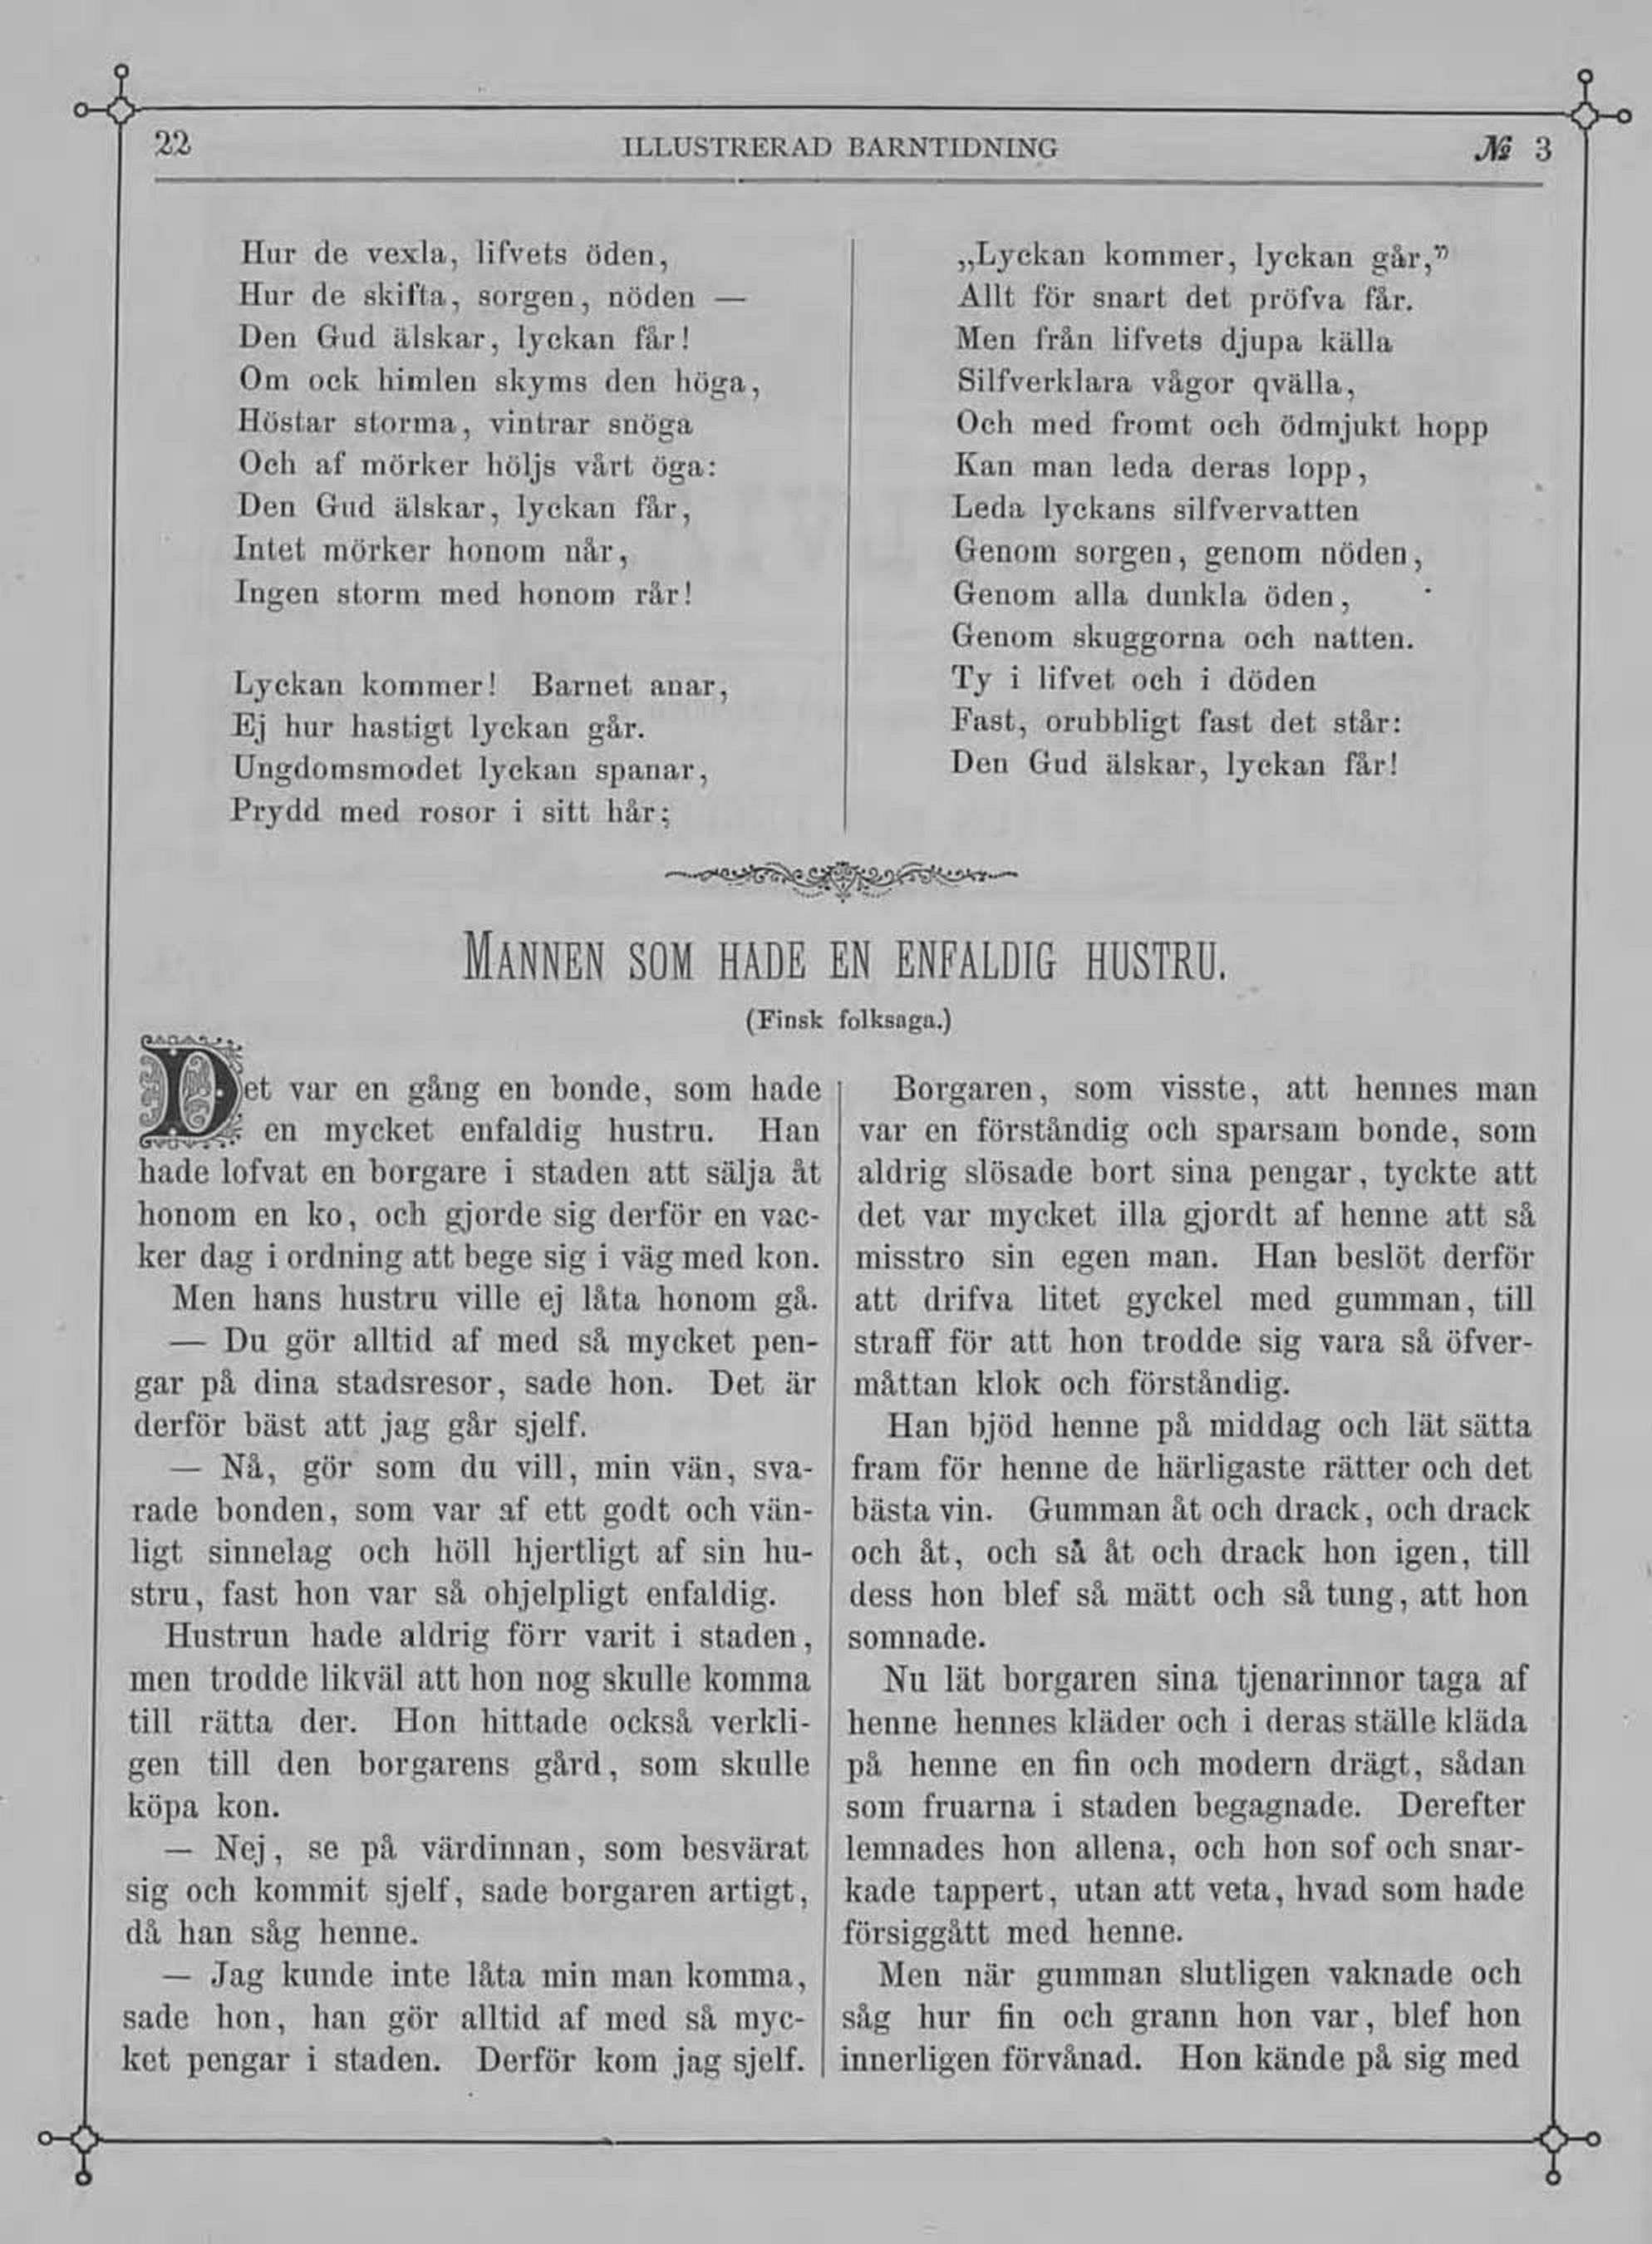 22
ILLUSTRERAD BARNTIDNING
№ 3
Hur de vexla, lifvets öden,
Hur de skifta, sorgen, nöden —
Den Gud älskar, lyckan får!
Om ock himlen skyms den höga,
Höstar storma, vintrar snöga
Och af mörker höljs vårt öga:
Den Gud älskar, lyckan får,
Intet mörker honom når,
Ingen storm med honom rår!
Lyckan kommer! Barnet anar,
Ej hur hastigt lyckan går.
Ungdomsmodet lyckan spanar,
Prydd med rosor i sitt hår;
„Lyckan kommer, lyckan går,”
Allt för snart det pröfva får.
Men från lifvets djupa källa
Silfverklara vågor qvälla,
Och med fromt och ödmjukt hopp
Kan man leda deras lopp,
Leda lyckans silfvervatten
Genom sorgen, genom nöden,
Genom alla dunkla öden,
Genom skuggorna och natten.
Ty i lifvet och i döden
Fast, orubbligt fast det står:
Den Gud älskar, lyckan får!
MANNEN SOM HADE EN ENFALDIG HUSTRU.
(Finsk folksaga.)
Det var en gång en bonde, som hade
en mycket enfaldig hustru. Han
hade lofvat en borgare i staden att sälja åt
honom en ko, och gjorde sig derför en vac-
ker dag i ordning att bege sig i väg med kon.
Men hans hustru ville ej låta honom gå.
— Du gör alltid af med så mycket pen-
gar på dina stadsresor, sade hon. Det är
derför bäst att jag går sjelf.
— Nå, gör som du vill, min vän, sva-
rade bonden, som var af ett godt och vän-
ligt sinnelag och höll hjertligt af sin hu-
stru, fast hon var så ohjelpligt enfaldig.
Hustrun hade aldrig förr varit i staden,
men trodde likväl att hon nog skulle komma
till rätta der. Hon hittade också verkli-
gen till den borgarens gård, som skulle
köpa kon.
— Nej, se på värdinnan, som besvärat
sig och kommit sjelf, sade borgaren artigt,
då han såg henne.
— Jag kunde inte låta min man komma,
sade hon, han gör alltid af med så myc-
ket pengar i staden. Derför kom jag sjelf.
Borgaren, som visste, att hennes man
var en förståndig och sparsam bonde, som
aldrig slösade bort sina pengar, tyckte att
det var mycket illa gjordt af henne att så
misstro sin egen man. Han beslöt derför
att drifva litet gyckel med gumman, till
straff för att hon trodde sig vara så öfver-
måttan klok och förståndig.
Han bjöd henne på middag och lät sätta
fram för henne de härligaste rätter och det
bästa vin. Gumman åt och drack, och drack
och åt, och så åt och drack hon igen, till
dess hon blef så mätt och så tung, att hon
somnade.
Nu lät borgaren sina tjenarinnor taga af
henne hennes kläder och i deras ställe kläda
på henne en fin och modern drägt, sådan
som fruarna i staden begagnade. Derefter
lemnades hon allena, och hon sof och snar-
kade tappert, utan att veta, hvad som hade
försiggått med henne.
Men när gumman slutligen vaknade och
såg hur fin och grann hon var, blef hon
innerligen förvånad. Hon kände på sig med